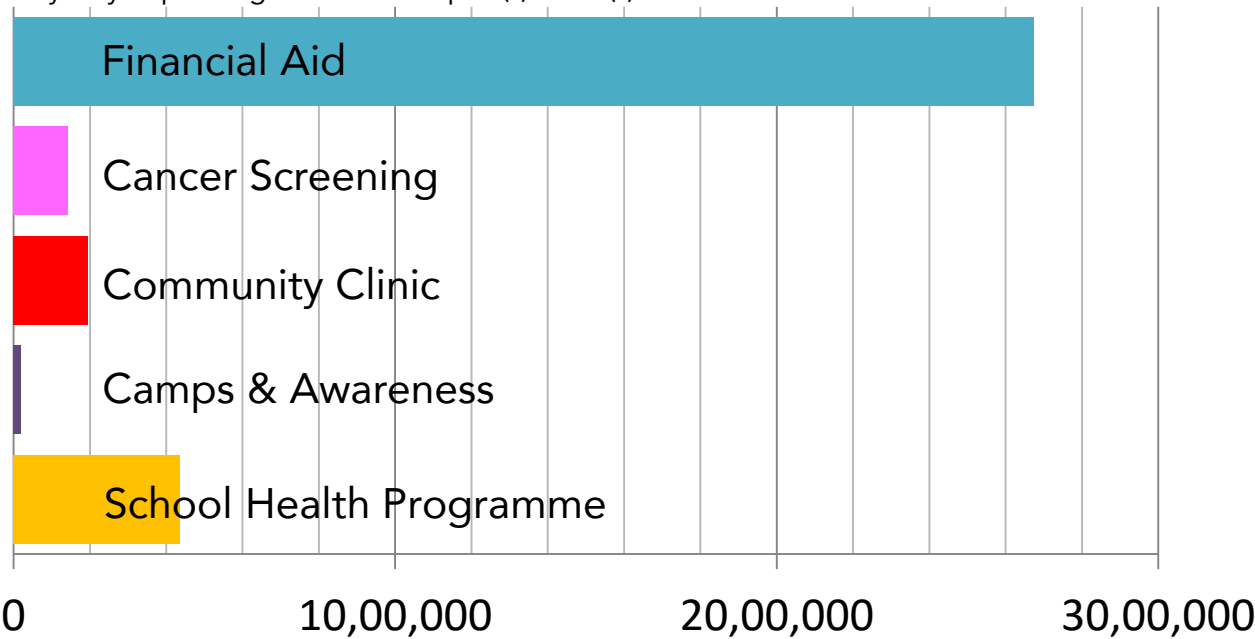 Financial Aid
Cancer Screening
Community Clinic
Camps & Awareness
School Health Programme
0 10,00,000 20,00,000 30,00,000